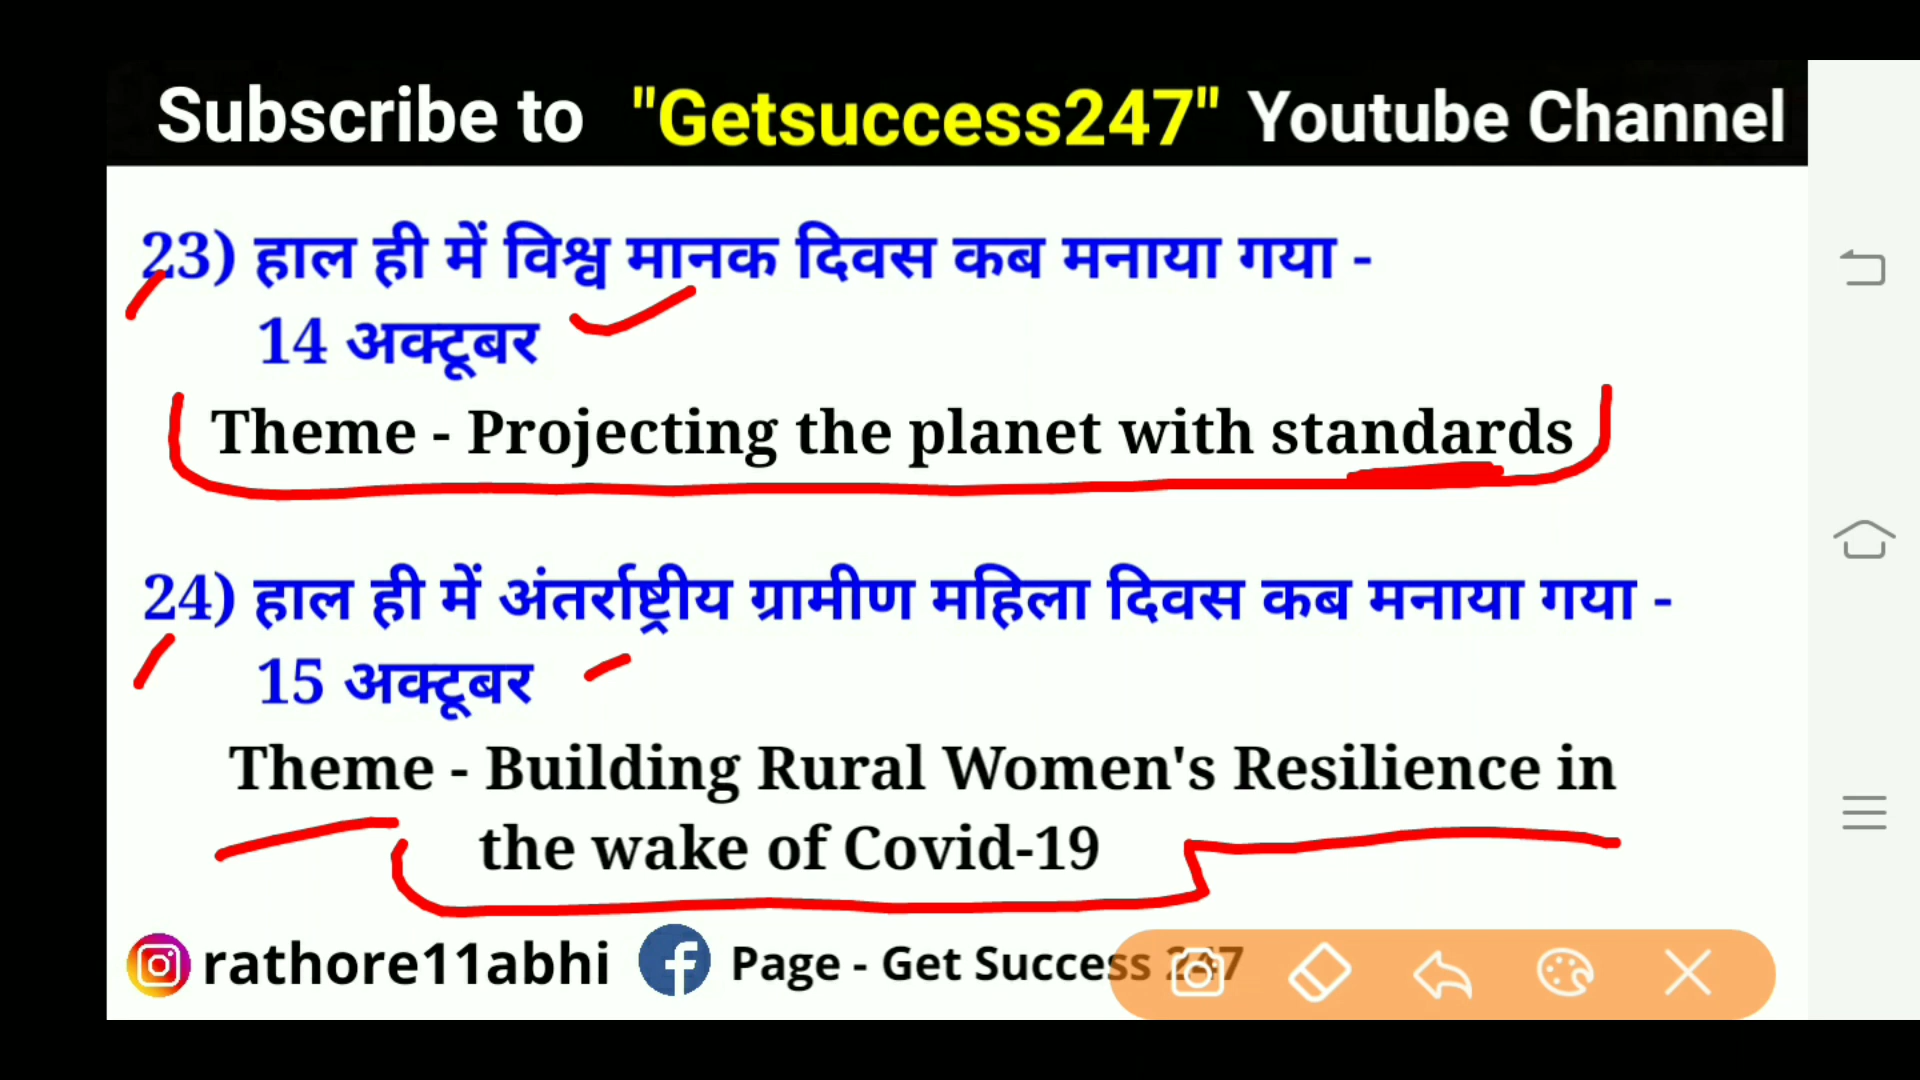 Subscribe to "Getsuccess247" Youtube Channel
23) हाल ही में विश्व मानक दिवस कब मनाया गया -
14 अक्टूबर
Theme - Projecting the planet with standards
24) हाल ही में अंतर्राष्ट्रीय ग्रामीण महिला दिवस कब मनाया गया -
15 अक्टूबर
Theme - Building Rural Women's Resilience in
the wake of Covid-19
rathore11abhi Page - Get Success 247